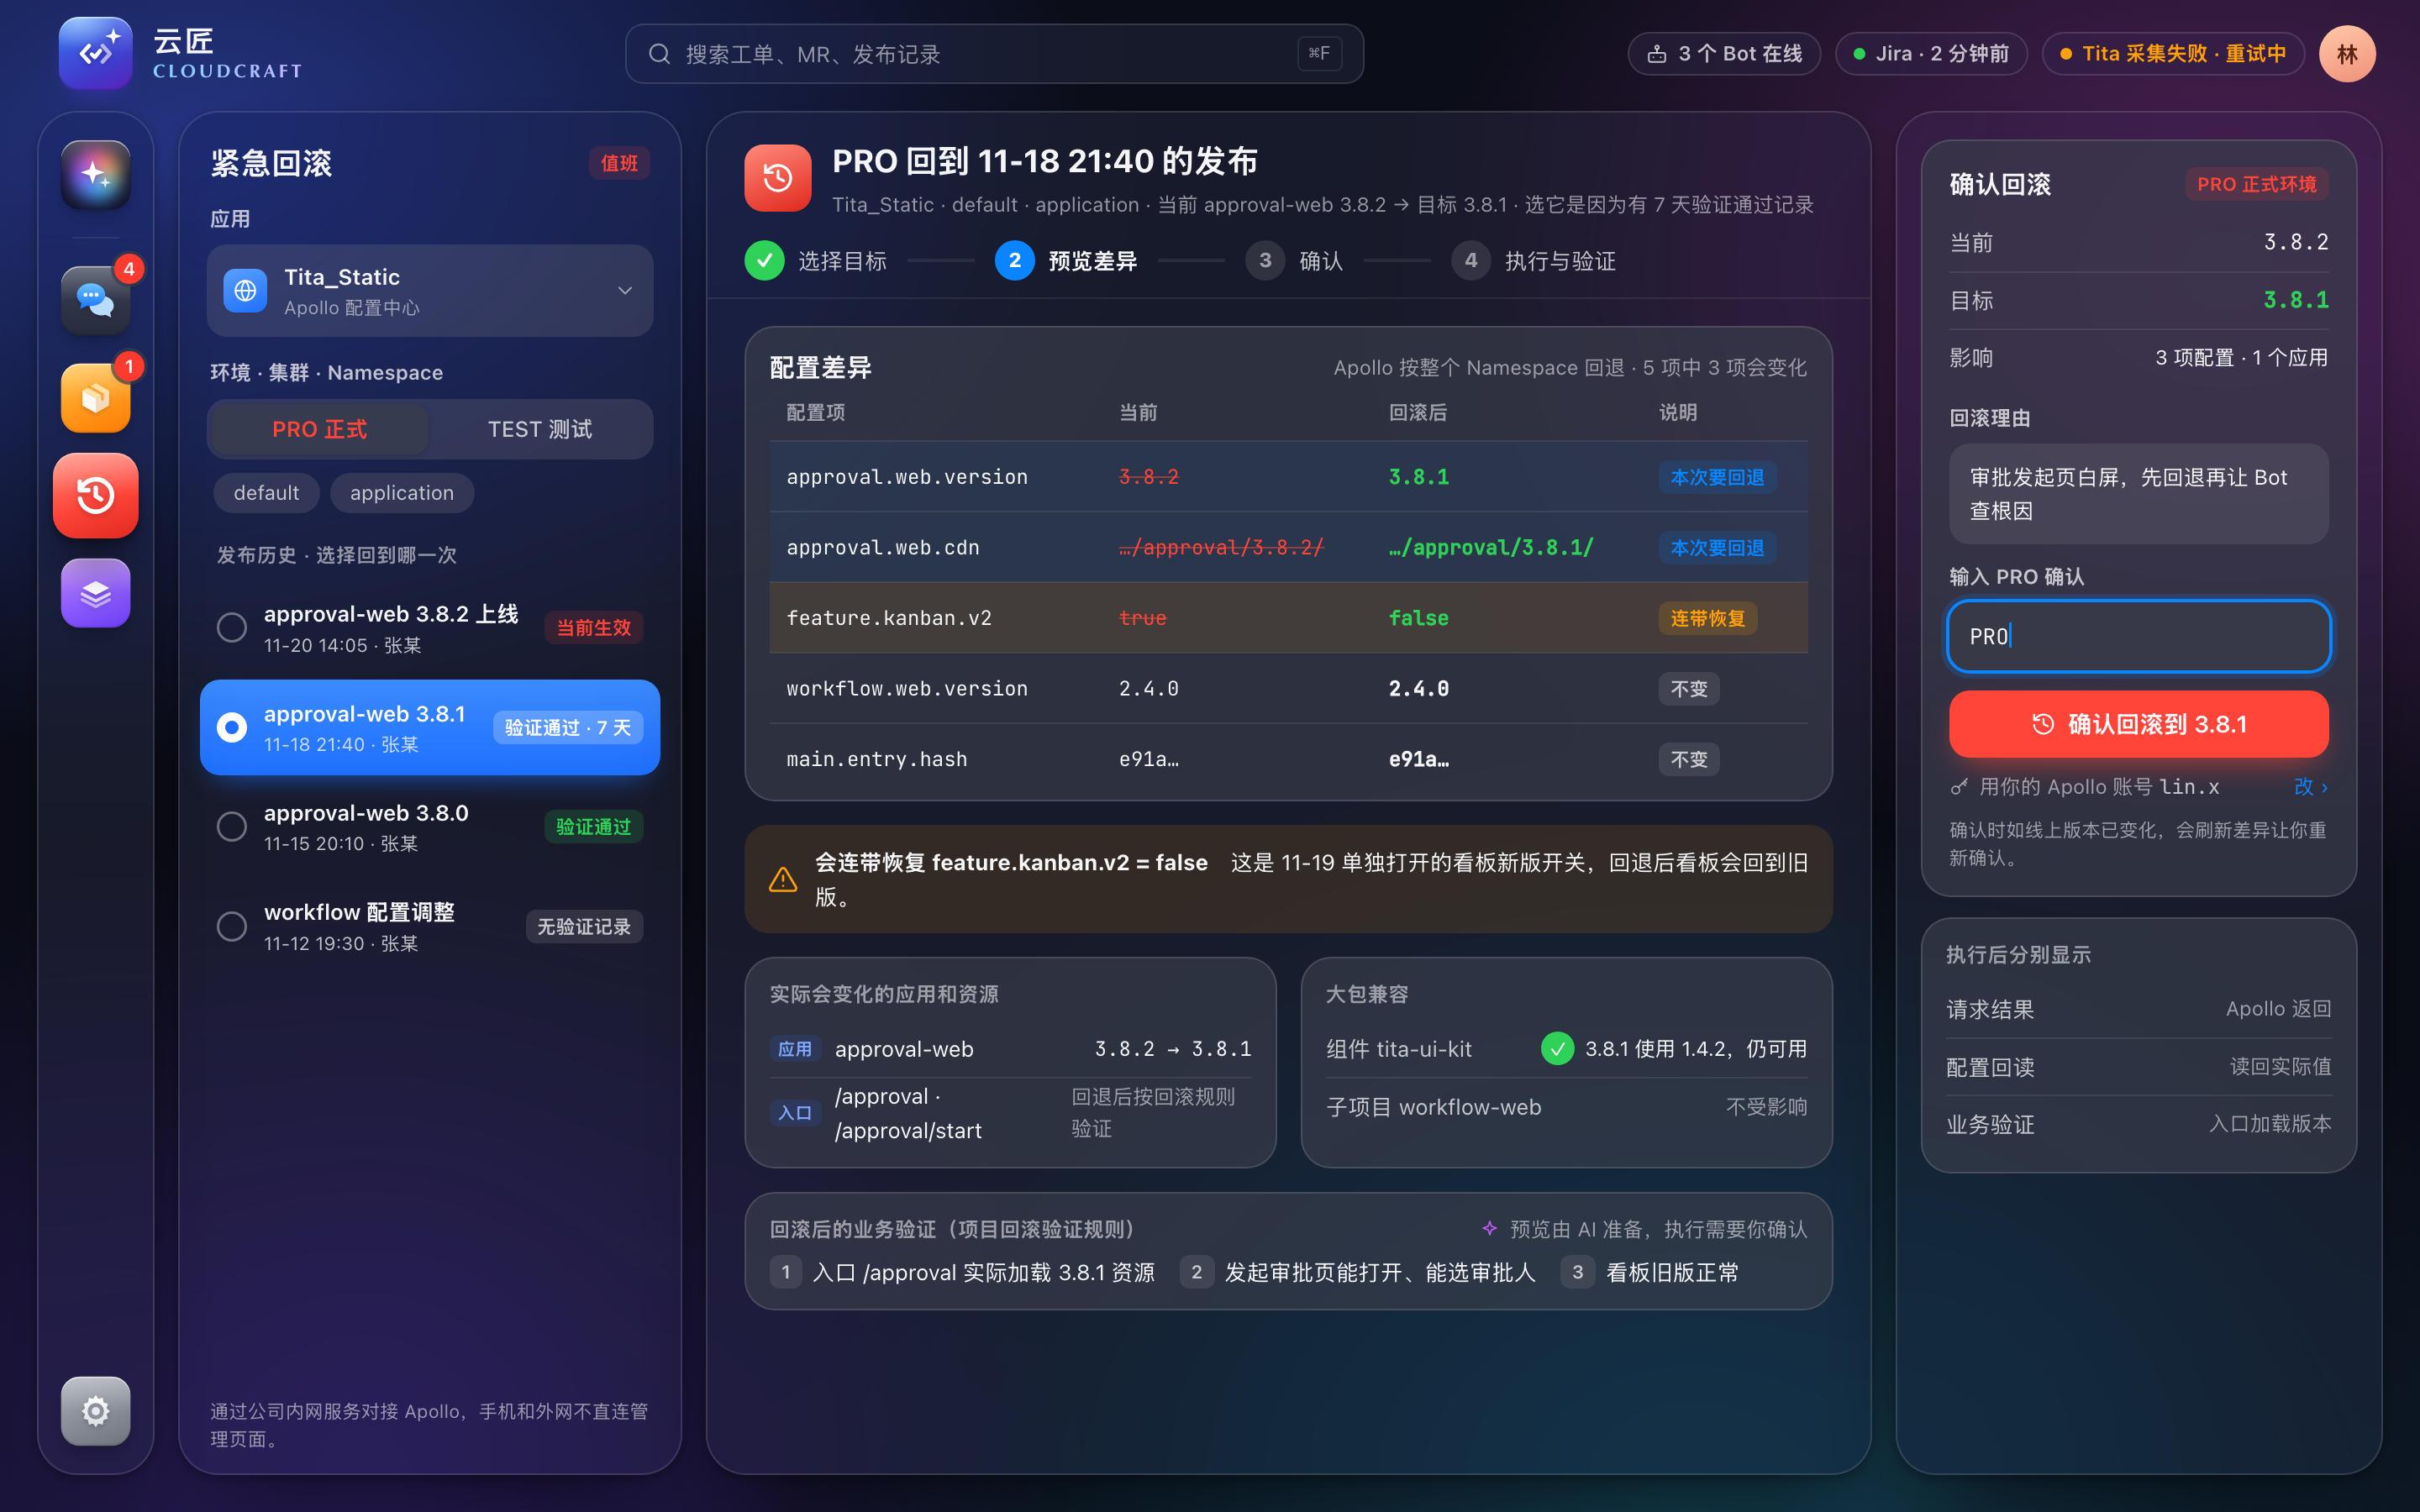 云匠
CLOUDCRAFT
搜索工单、MR、发布记录
⌘F
3 个 Bot 在线
Jira · 2 分钟前
Tita 采集失败 · 重试中
林
4
1
紧急回滚
值班
应用
Tita_Static
Apollo 配置中心
环境 · 集群 · Namespace
PRO 正式
TEST 测试
default
application
发布历史 · 选择回到哪一次
approval-web 3.8.2 上线
11-20 14:05 · 张某
当前生效
approval-web 3.8.1
11-18 21:40 · 张某
验证通过 · 7 天
approval-web 3.8.0
11-15 20:10 · 张某
验证通过
workflow 配置调整
11-12 19:30 · 张某
无验证记录
通过公司内网服务对接 Apollo，手机和外网不直连管
理页面。
PRO 回到 11-18 21:40 的发布
Tita_Static · default · application · 当前 approval-web 3.8.2 → 目标 3.8.1 · 选它是因为有 7 天验证通过记录
选择目标
2 预览差异
3 确认
4 执行与验证
配置差异
Apollo 按整个 Namespace 回退 · 5 项中 3 项会变化
配置项 当前 回滚后 说明
approval.web.version 3.8.2 3.8.1 本次要回退
approval.web.cdn …/approval/3.8.2/ …/approval/3.8.1/ 本次要回退
feature.kanban.v2 true false 连带恢复
workflow.web.version 2.4.0 2.4.0 不变
main.entry.hash e91a… e91a… 不变
会连带恢复 feature.kanban.v2 = false 这是 11-19 单独打开的看板新版开关，回退后看板会回到旧
版。
实际会变化的应用和资源
应用 approval-web 3.8.2 → 3.8.1
入口 /approval ·
/approval/start
回退后按回滚规则
验证
大包兼容
组件 tita-ui-kit 3.8.1 使用 1.4.2，仍可用
子项目 workflow-web 不受影响
回滚后的业务验证（项目回滚验证规则）
预览由 AI 准备，执行需要你确认
1 入口 /approval 实际加载 3.8.1 资源
2 发起审批页能打开、能选审批人
3 看板旧版正常
确认回滚
PRO 正式环境
当前 3.8.2
目标 3.8.1
影响 3 项配置 · 1 个应用
回滚理由
审批发起页白屏，先回退再让 Bot
查根因
输入 PRO 确认
PRO
确认回滚到 3.8.1
用你的 Apollo 账号 lin.x
改 ›
确认时如线上版本已变化，会刷新差异让你重
新确认。
执行后分别显示
请求结果 Apollo 返回
配置回读 读回实际值
业务验证 入口加载版本